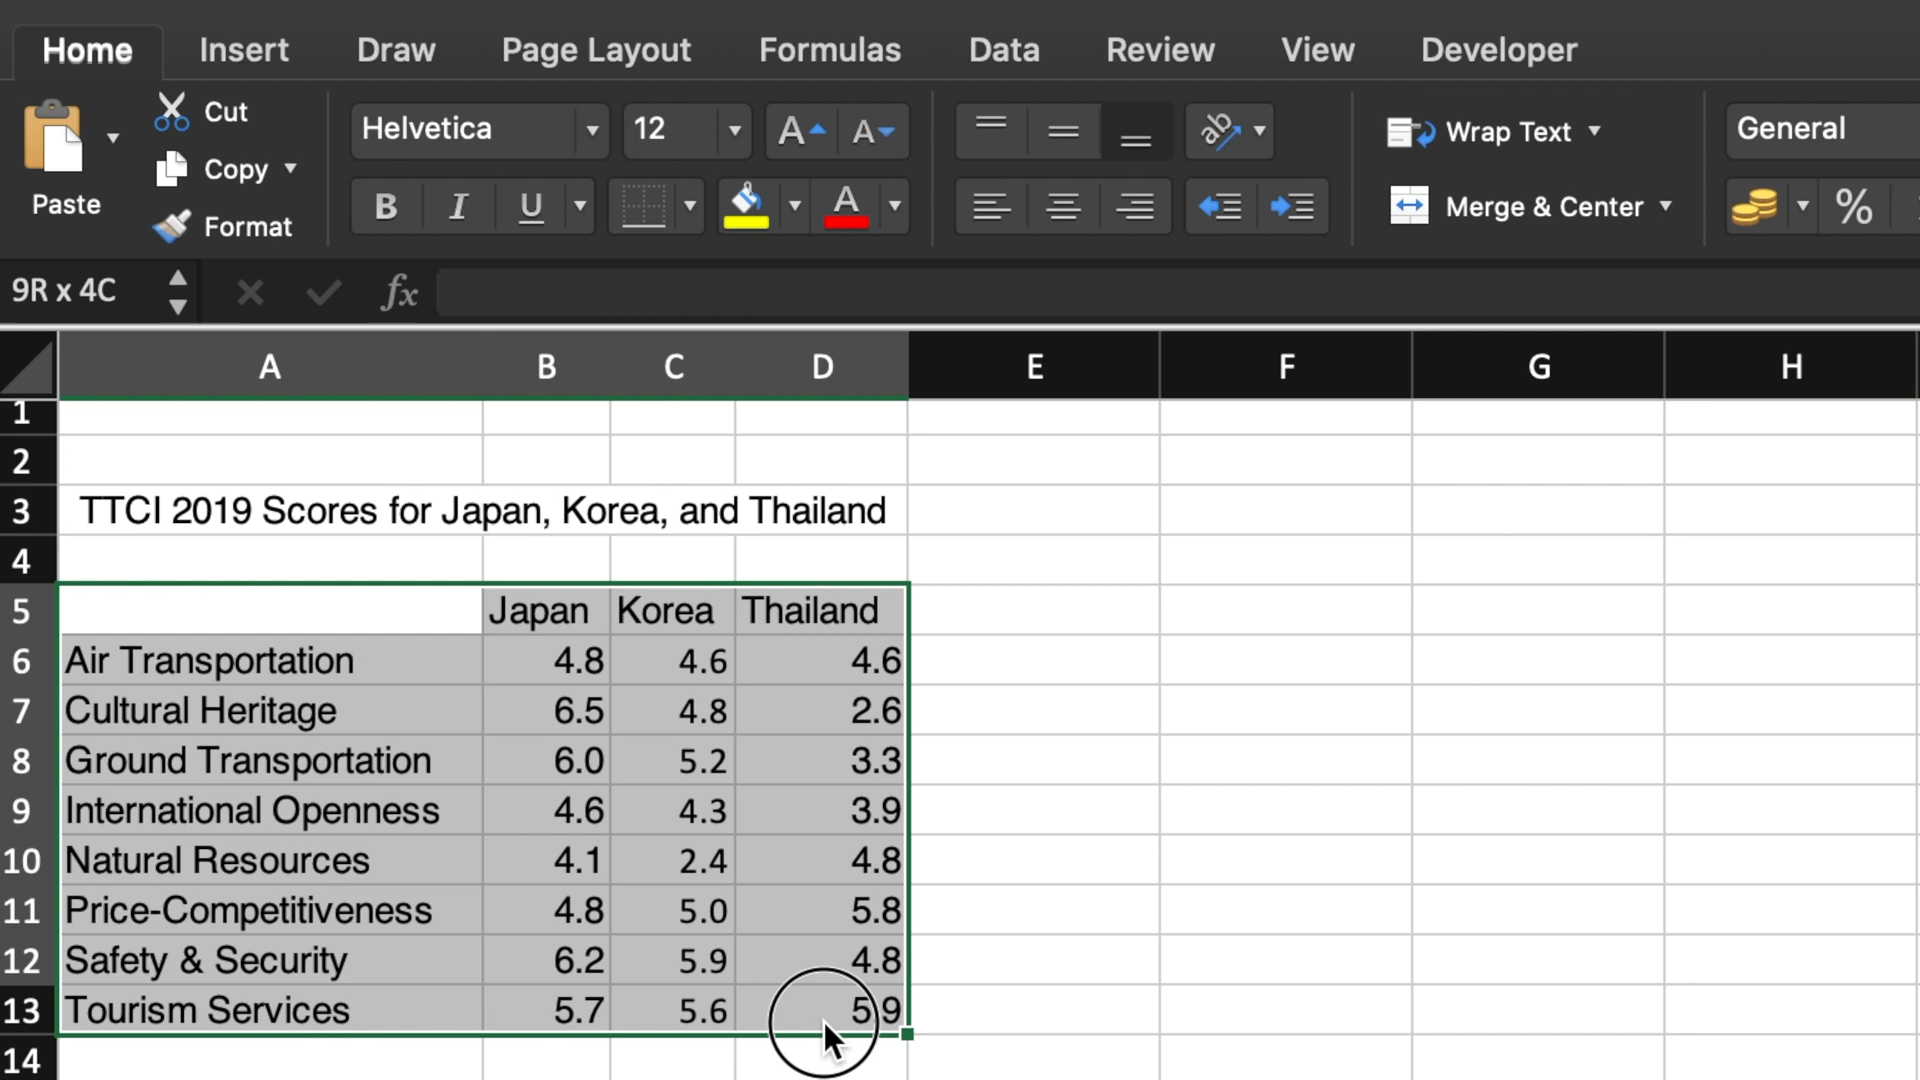 Home Insert Draw Page Layout Formulas Data Review View Developer
Cut
Helvetica 12 A A ab Wrap Text General
Copy
Paste
Format
B I U A Merge & Center %
9R x 4C fx
A B C D E F G H
1
2
3 TTCI 2019 Scores for Japan, Korea, and Thailand
4
5 Japan Korea Thailand
6 Air Transportation 4.8 4.6 4.6
7 Cultural Heritage 6.5 4.8 2.6
8 Ground Transportation 6.0 5.2 3.3
9 International Openness 4.6 4.3 3.9
10 Natural Resources 4.1 2.4 4.8
11 Price-Competitiveness 4.8 5.0 5.8
12 Safety & Security 6.2 5.9 4.8
13 Tourism Services 5.7 5.6 5.9
14